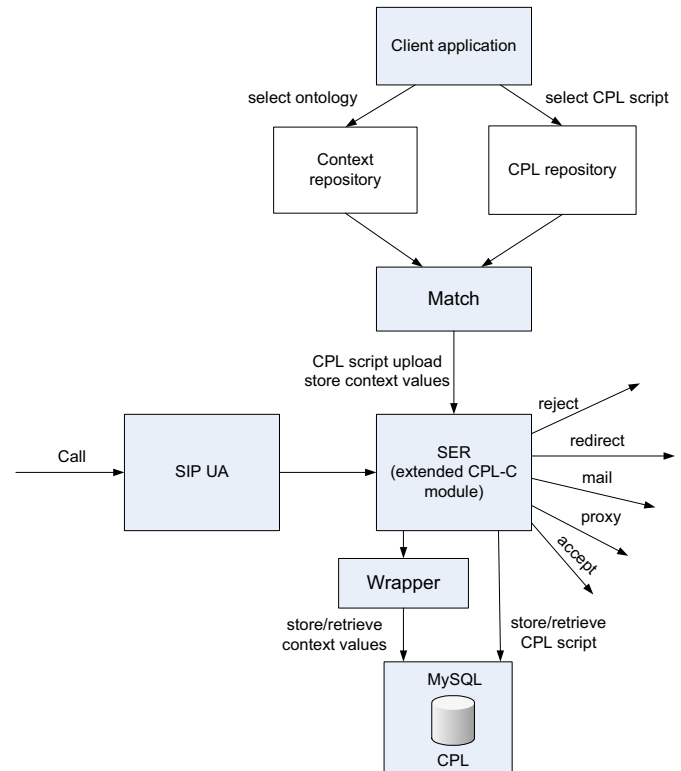 Client application
select ontology
select CPL script
Context
repository
CPL repository
Match
CPL script upload
store context values
reject
redirect
mail
proxy
accept
Call
SIP UA
SER
(extended CPL-C
module)
Wrapper
store/retrieve
context values
store/retrieve
CPL script
MySQL
CPL